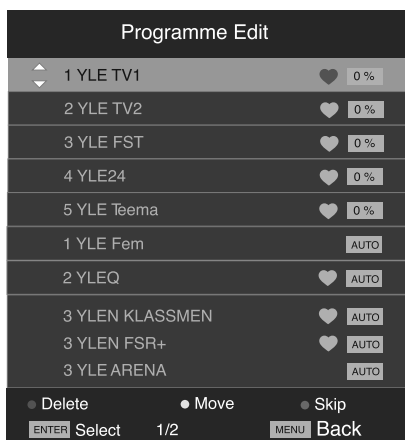 Programme Edit
1 YLE TV1 0 %
2 YLE TV2 0 %
3 YLE FST 0 %
4 YLE24 0 %
5 YLE Teema 0 %
1 YLE Fem AUTO
2 YLEQ AUTO
3 YLEN KLASSMEN AUTO
3 YLEN FSR+ AUTO
3 YLE ARENA AUTO
Delete Move Skip
ENTER Select 1/2 MENU Back